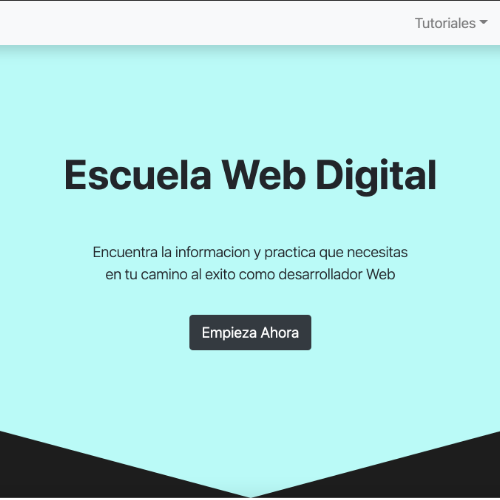 Tutoriales
Escuela Web Digital
Encuentra la informacion y practica que necesitas
en tu camino al exito como desarrollador Web
Empieza Ahora